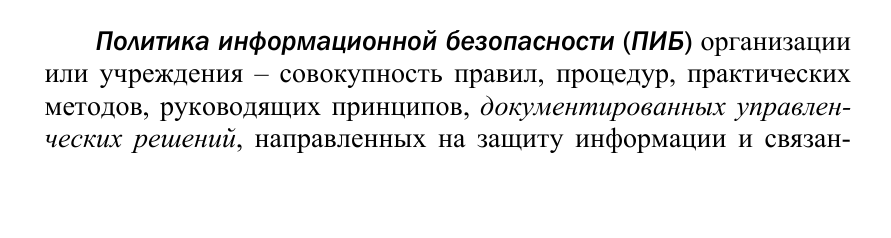 Политика информационной безопасности (ПИБ) организации
или учреждения – совокупность правил, процедур, практических
методов, руководящих принципов, документированных управлен-
ческих решений, направленных на защиту информации и связан-